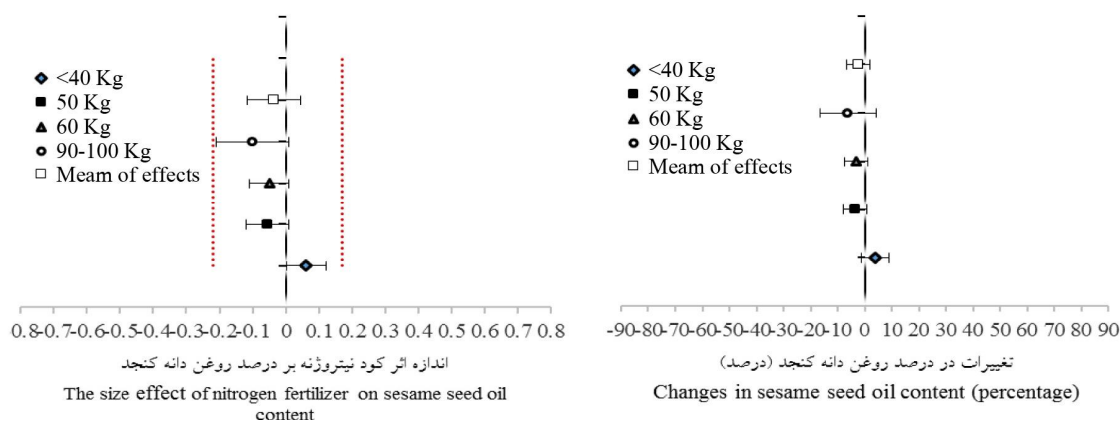 <40 Kg
50 Kg
60 Kg
90-100 Kg
Meam of effects
0.8-0.7-0.6-0.5-0.4-0.3-0.2-0.1 0 0.1 0.2 0.3 0.4 0.5 0.6 0.7 0.8
اندازه اثر کود نیتروژنه بر درصد روغن دانه کنجد
The size effect of nitrogen fertilizer on sesame seed oil
content
<40 Kg
50 Kg
60 Kg
90-100 Kg
Meam of effects
-90-80-70-60-50-40-30-20-10 0 10 20 30 40 50 60 70 80 90
تغییرات در درصد روغن دانه کنجد (درصد)
Changes in sesame seed oil content (percentage)